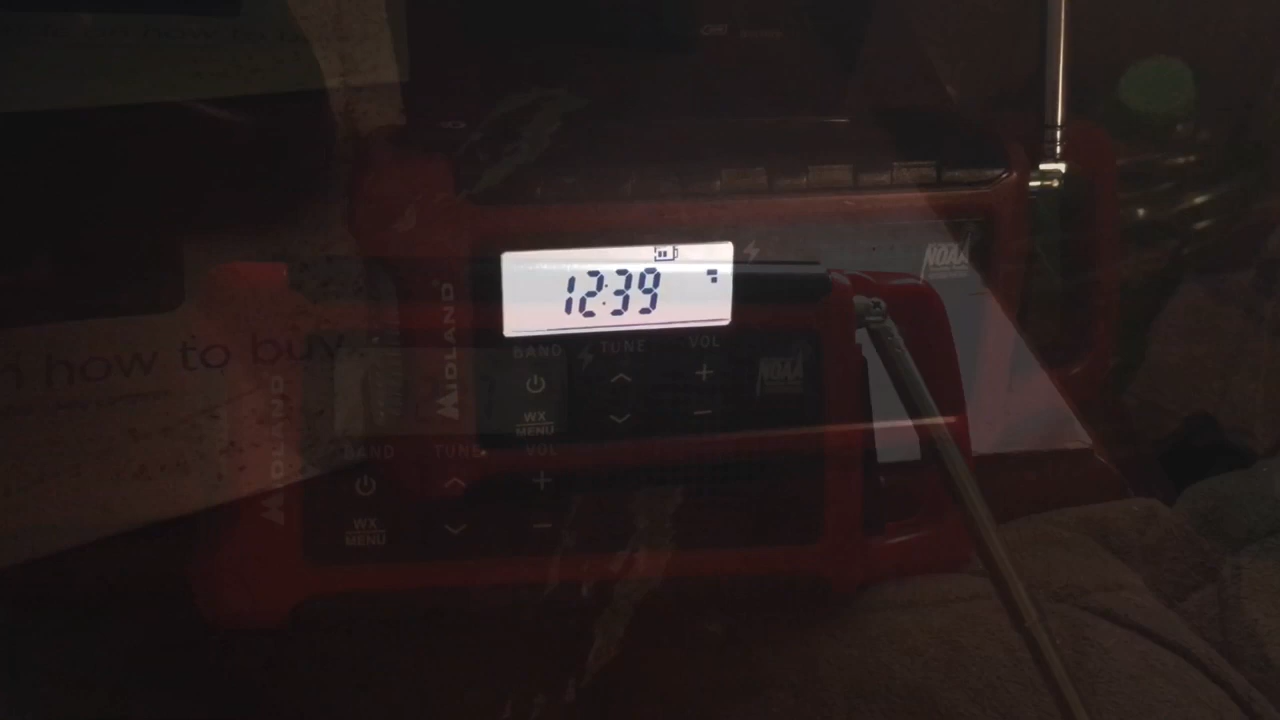 12:39
NOAA
MIDLAND
BAND TUNE VOL
WX
MENU
n how to buy
NOAA
MIDLAND
BAND TUNE VOL
WX
MENU